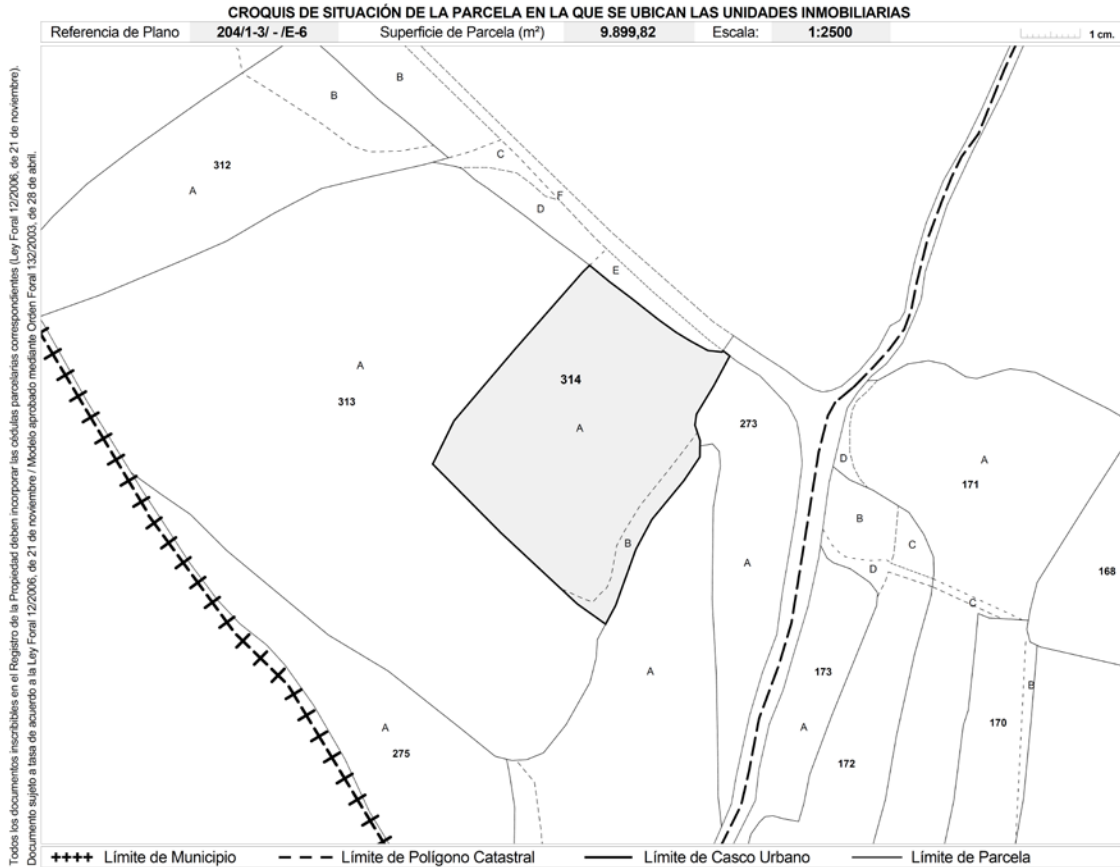 CROQUIS DE SITUACIÓN DE LA PARCELA EN LA QUE SE UBICAN LAS UNIDADES INMOBILIARIAS
Referencia de Plano 204/1-3/ - /E-6 Superficie de Parcela (m²) 9.899,82 Escala: 1:2500 1 cm.
Todos los documentos inscribibles en el Registro de la Propiedad deben incorporar las cédulas parcelarias correspondientes (Ley Foral 12/2006, de 21 de noviembre).
Documento sujeto a tasa de acuerdo a la Ley Foral 12/2006, de 21 de noviembre / Modelo aprobado mediante Orden Foral 132/2003, de 28 de abril.
B
B
C
312
A
F
D
E
A
314
313
A
273
A
D
171
B
C
B
A
D
168
C
A
173
B
A
170
A
275
172
++++ Límite de Municipio
Límite de Polígono Catastral
Límite de Casco Urbano
Límite de Parcela